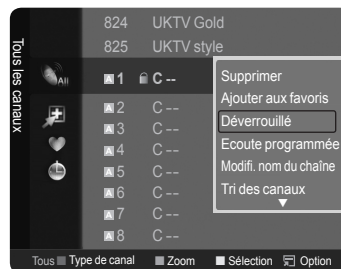 Tous les canaux
824 UKTV Gold
825 UKTV style
All
A 1 C --
A 2 C --
A 3 C --
A 4 C --
A 5 C --
A 6 C --
A 7 C --
A 8 C --
Supprimer
Ajouter aux favoris
Déverrouillé
Ecoute programmée
Modifi. nom du chaîne
Tri des canaux
Tous Type de canal Zoom Sélection Option